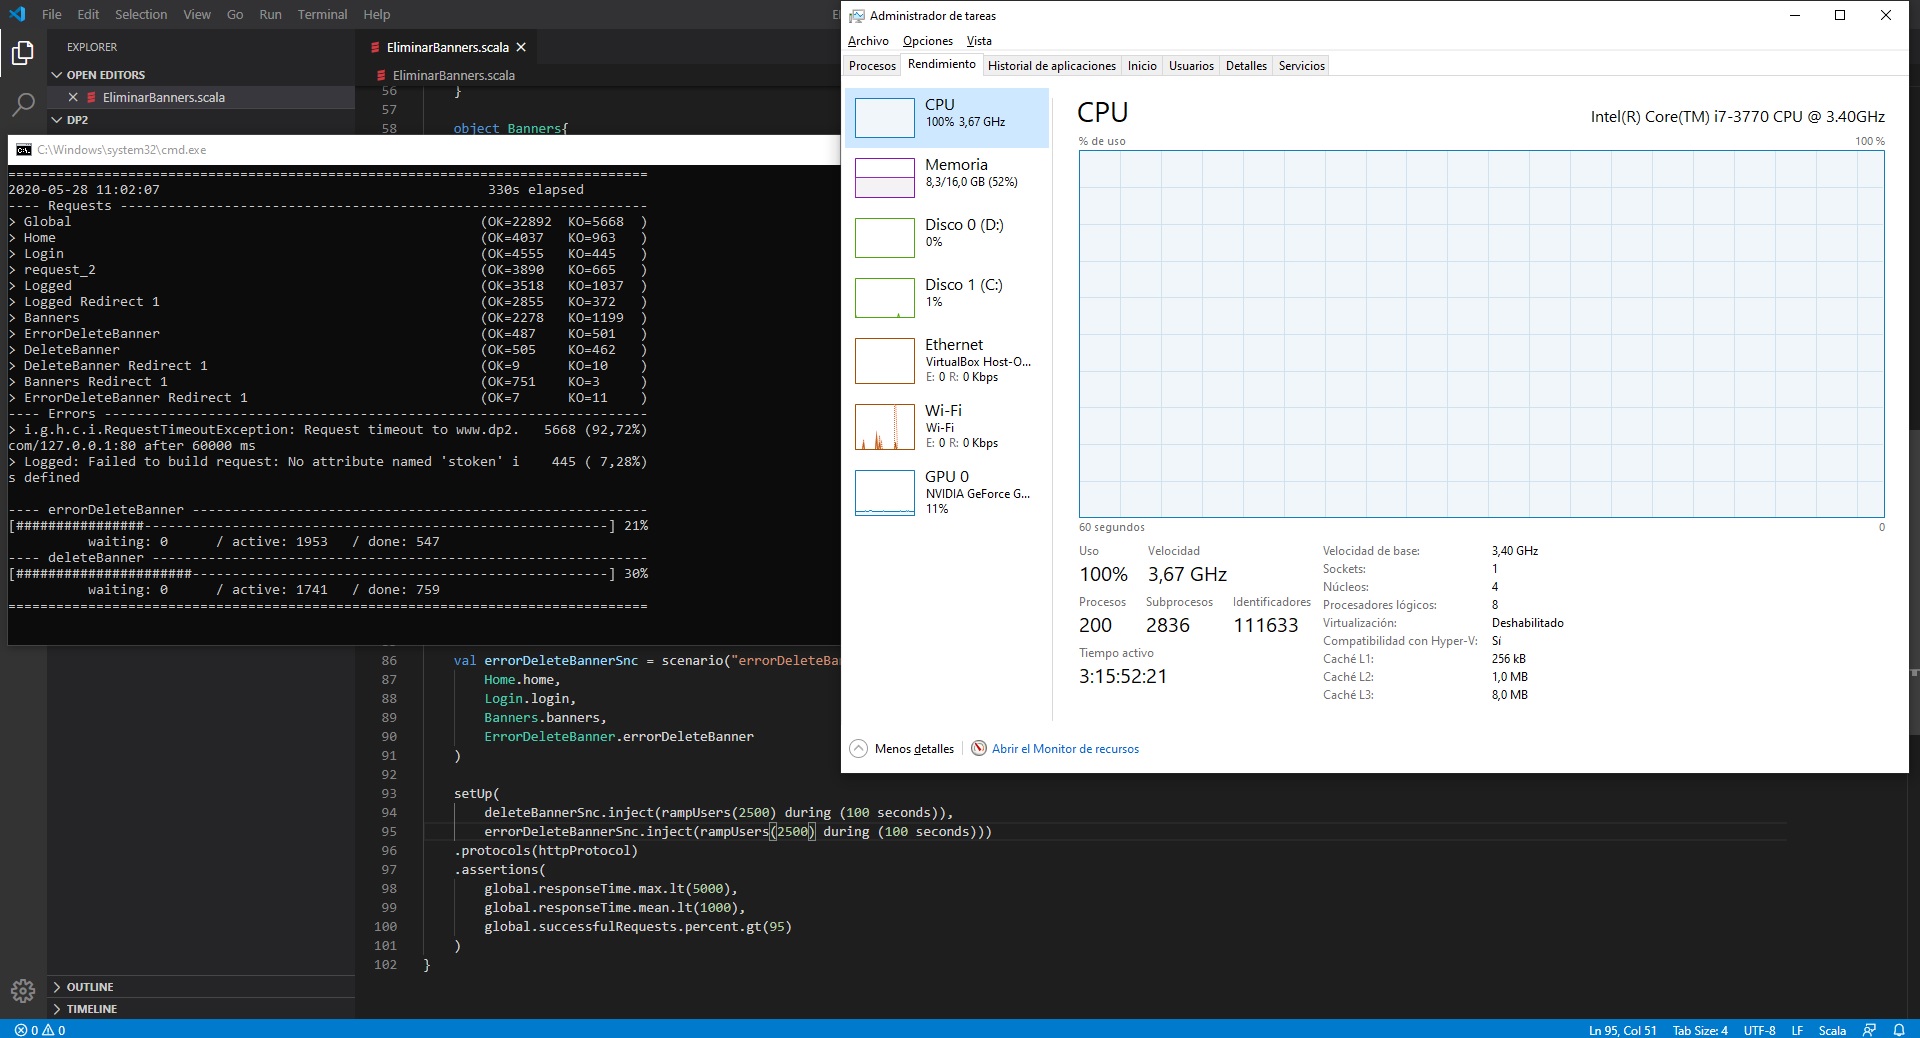 File Edit Selection View Go Run Terminal Help
EXPLORER
OPEN EDITORS
EliminarBanners.scala
DP2
EliminarBanners.scala
EliminarBanners.scala
56 }
57
58 object Banners{
C:\Windows\system32\cmd.exe
================================================================================
2020-05-28 11:02:07                                         330s elapsed
---- Requests ------------------------------------------------------------------
> Global                                                   (OK=22892  KO=5668  )
> Home                                                     (OK=4037   KO=963   )
> Login                                                    (OK=4555   KO=445   )
> request_2                                                (OK=3890   KO=665   )
> Logged                                                   (OK=3518   KO=1037  )
> Logged Redirect 1                                        (OK=2855   KO=372   )
> Banners                                                  (OK=2278   KO=1199  )
> ErrorDeleteBanner                                        (OK=487    KO=501   )
> DeleteBanner                                             (OK=505    KO=462   )
> DeleteBanner Redirect 1                                  (OK=9      KO=10    )
> Banners Redirect 1                                       (OK=751    KO=3     )
> ErrorDeleteBanner Redirect 1                             (OK=7      KO=11    )
---- Errors --------------------------------------------------------------------
> i.g.h.c.i.RequestTimeoutException: Request timeout to www.dp2.   5668 (92,72%)
com/127.0.0.1:80 after 60000 ms
> Logged: Failed to build request: No attribute named 'stoken' i    445 ( 7,28%)
s defined
---- errorDeleteBanner ---------------------------------------------------------
[################----------------------------------------------------------] 21%
          waiting: 0      / active: 1953   / done: 547
---- deleteBanner --------------------------------------------------------------
[######################----------------------------------------------------] 30%
          waiting: 0      / active: 1741   / done: 759
================================================================================
86 val errorDeleteBannerSnc = scenario("errorDeleteBa
87 Home.home,
88 Login.login,
89 Banners.banners,
90 ErrorDeleteBanner.errorDeleteBanner
91 )
92
93 setUp(
94 deleteBannerSnc.inject(rampUsers(2500) during (100 seconds)),
95 errorDeleteBannerSnc.inject(rampUsers(2500) during (100 seconds)))
96 .protocols(httpProtocol)
97 .assertions(
98 global.responseTime.max.lt(5000),
99 global.responseTime.mean.lt(1000),
100 global.successfulRequests.percent.gt(95)
101 )
102 }
OUTLINE
TIMELINE
0 0
Ln 95, Col 51 Tab Size: 4 UTF-8 LF Scala
Administrador de tareas
Archivo Opciones Vista
Procesos Rendimiento Historial de aplicaciones Inicio Usuarios Detalles Servicios
CPU
100% 3,67 GHz
Memoria
8,3/16,0 GB (52%)
Disco 0 (D:)
0%
Disco 1 (C:)
1%
Ethernet
VirtualBox Host-O...
E: 0 R: 0 Kbps
Wi-Fi
Wi-Fi
E: 0 R: 0 Kbps
GPU 0
NVIDIA GeForce G...
11%
CPU
Intel(R) Core(TM) i7-3770 CPU @ 3.40GHz
% de uso 100 %
60 segundos 0
Uso Velocidad
100% 3,67 GHz
Procesos Subprocesos Identificadores
200 2836 111633
Tiempo activo
3:15:52:21
Velocidad de base: 3,40 GHz
Sockets: 1
Núcleos: 4
Procesadores lógicos: 8
Virtualización: Deshabilitado
Compatibilidad con Hyper-V: Sí
Caché L1: 256 kB
Caché L2: 1,0 MB
Caché L3: 8,0 MB
Menos detalles Abrir el Monitor de recursos